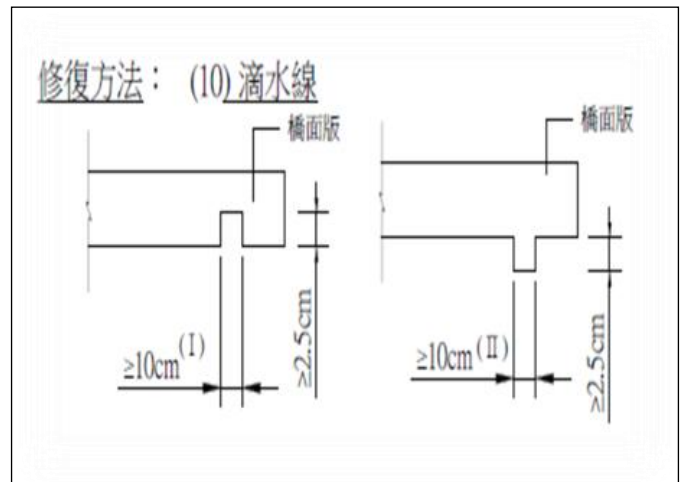 修復方法： (10) 滴水線
橋面版
橋面版
≥10cm(I)
≥2.5cm
≥10cm(II)
≥2.5cm